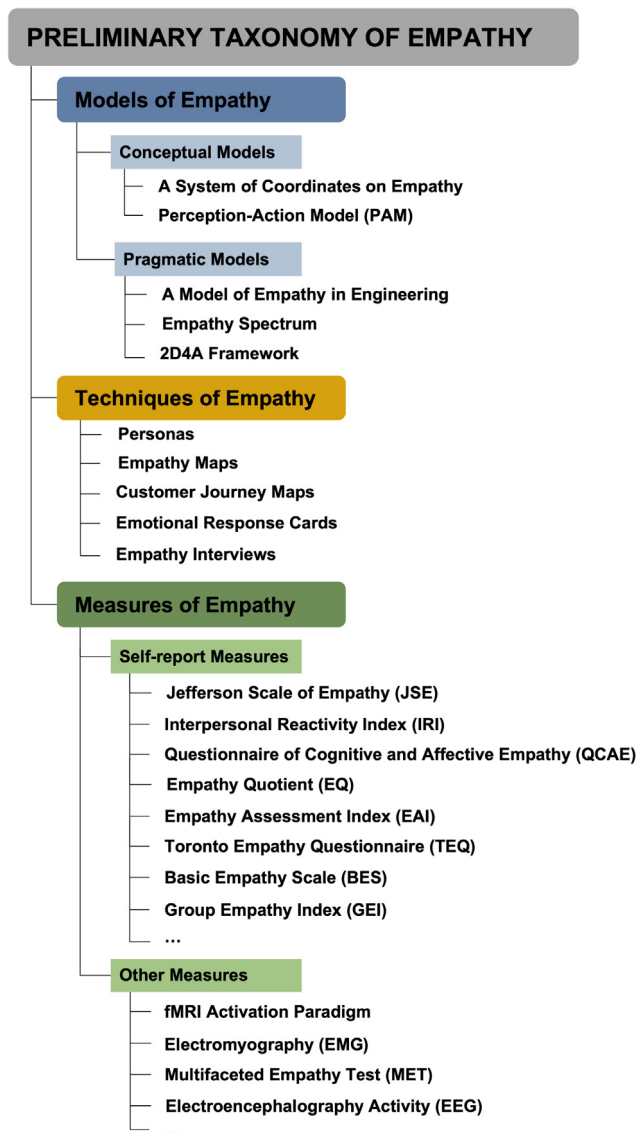 PRELIMINARY TAXONOMY OF EMPATHY
Models of Empathy
Conceptual Models
A System of Coordinates on Empathy
Perception-Action Model (PAM)
Pragmatic Models
A Model of Empathy in Engineering
Empathy Spectrum
2D4A Framework
Techniques of Empathy
Personas
Empathy Maps
Customer Journey Maps
Emotional Response Cards
Empathy Interviews
Measures of Empathy
Self-report Measures
Jefferson Scale of Empathy (JSE)
Interpersonal Reactivity Index (IRI)
Questionnaire of Cognitive and Affective Empathy (QCAE)
Empathy Quotient (EQ)
Empathy Assessment Index (EAI)
Toronto Empathy Questionnaire (TEQ)
Basic Empathy Scale (BES)
Group Empathy Index (GEI)
...
Other Measures
fMRI Activation Paradigm
Electromyography (EMG)
Multifaceted Empathy Test (MET)
Electroencephalography Activity (EEG)